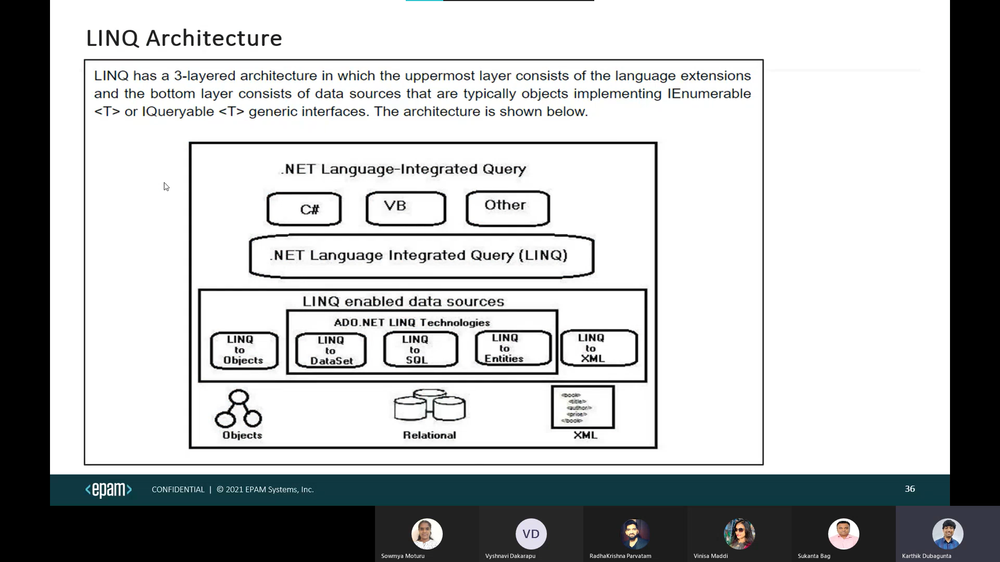 LINQ Architecture
LINQ has a 3-layered architecture in which the uppermost layer consists of the language extensions
and the bottom layer consists of data sources that are typically objects implementing IEnumerable
<T> or IQueryable <T> generic interfaces. The architecture is shown below.
.NET Language-Integrated Query
C# VB Other
.NET Language Integrated Query (LINQ)
LINQ enabled data sources
ADO.NET LINQ Technologies
LINQ
to
Objects
LINQ
to
DataSet
LINQ
to
SQL
LINQ
to
Entities
LINQ
to
XML
<book>
<title>
<author>
<price>
</book>
Objects Relational XML
<epam> CONFIDENTIAL | © 2021 EPAM Systems, Inc. 36
VD
Sowmya Moturu Vyshnavi Dakarapu RadhaKrishna Parvatam Vinisa Maddi Sukanta Bag Karthik Dubagunta